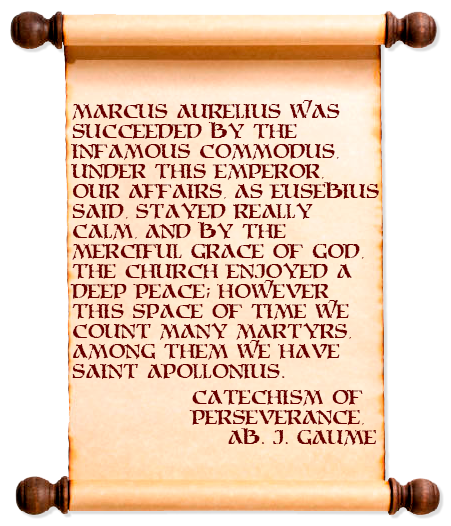 MARCUS AURELIUS WAS
SUCCEEDED BY THE
INFAMOUS COMMODUS.
UNDER THIS EMPEROR,
OUR AFFAIRS, AS EUSEBIUS
SAID, STAYED REALLY
CALM, AND BY THE
MERCIFUL GRACE OF GOD,
THE CHURCH ENJOYED A
DEEP PEACE; HOWEVER
THIS SPACE OF TIME WE
COUNT MANY MARTYRS,
AMONG THEM WE HAVE
SAINT APOLLONIUS.
CATECHISM OF
PERSEVERANCE,
AB. J. GAUME